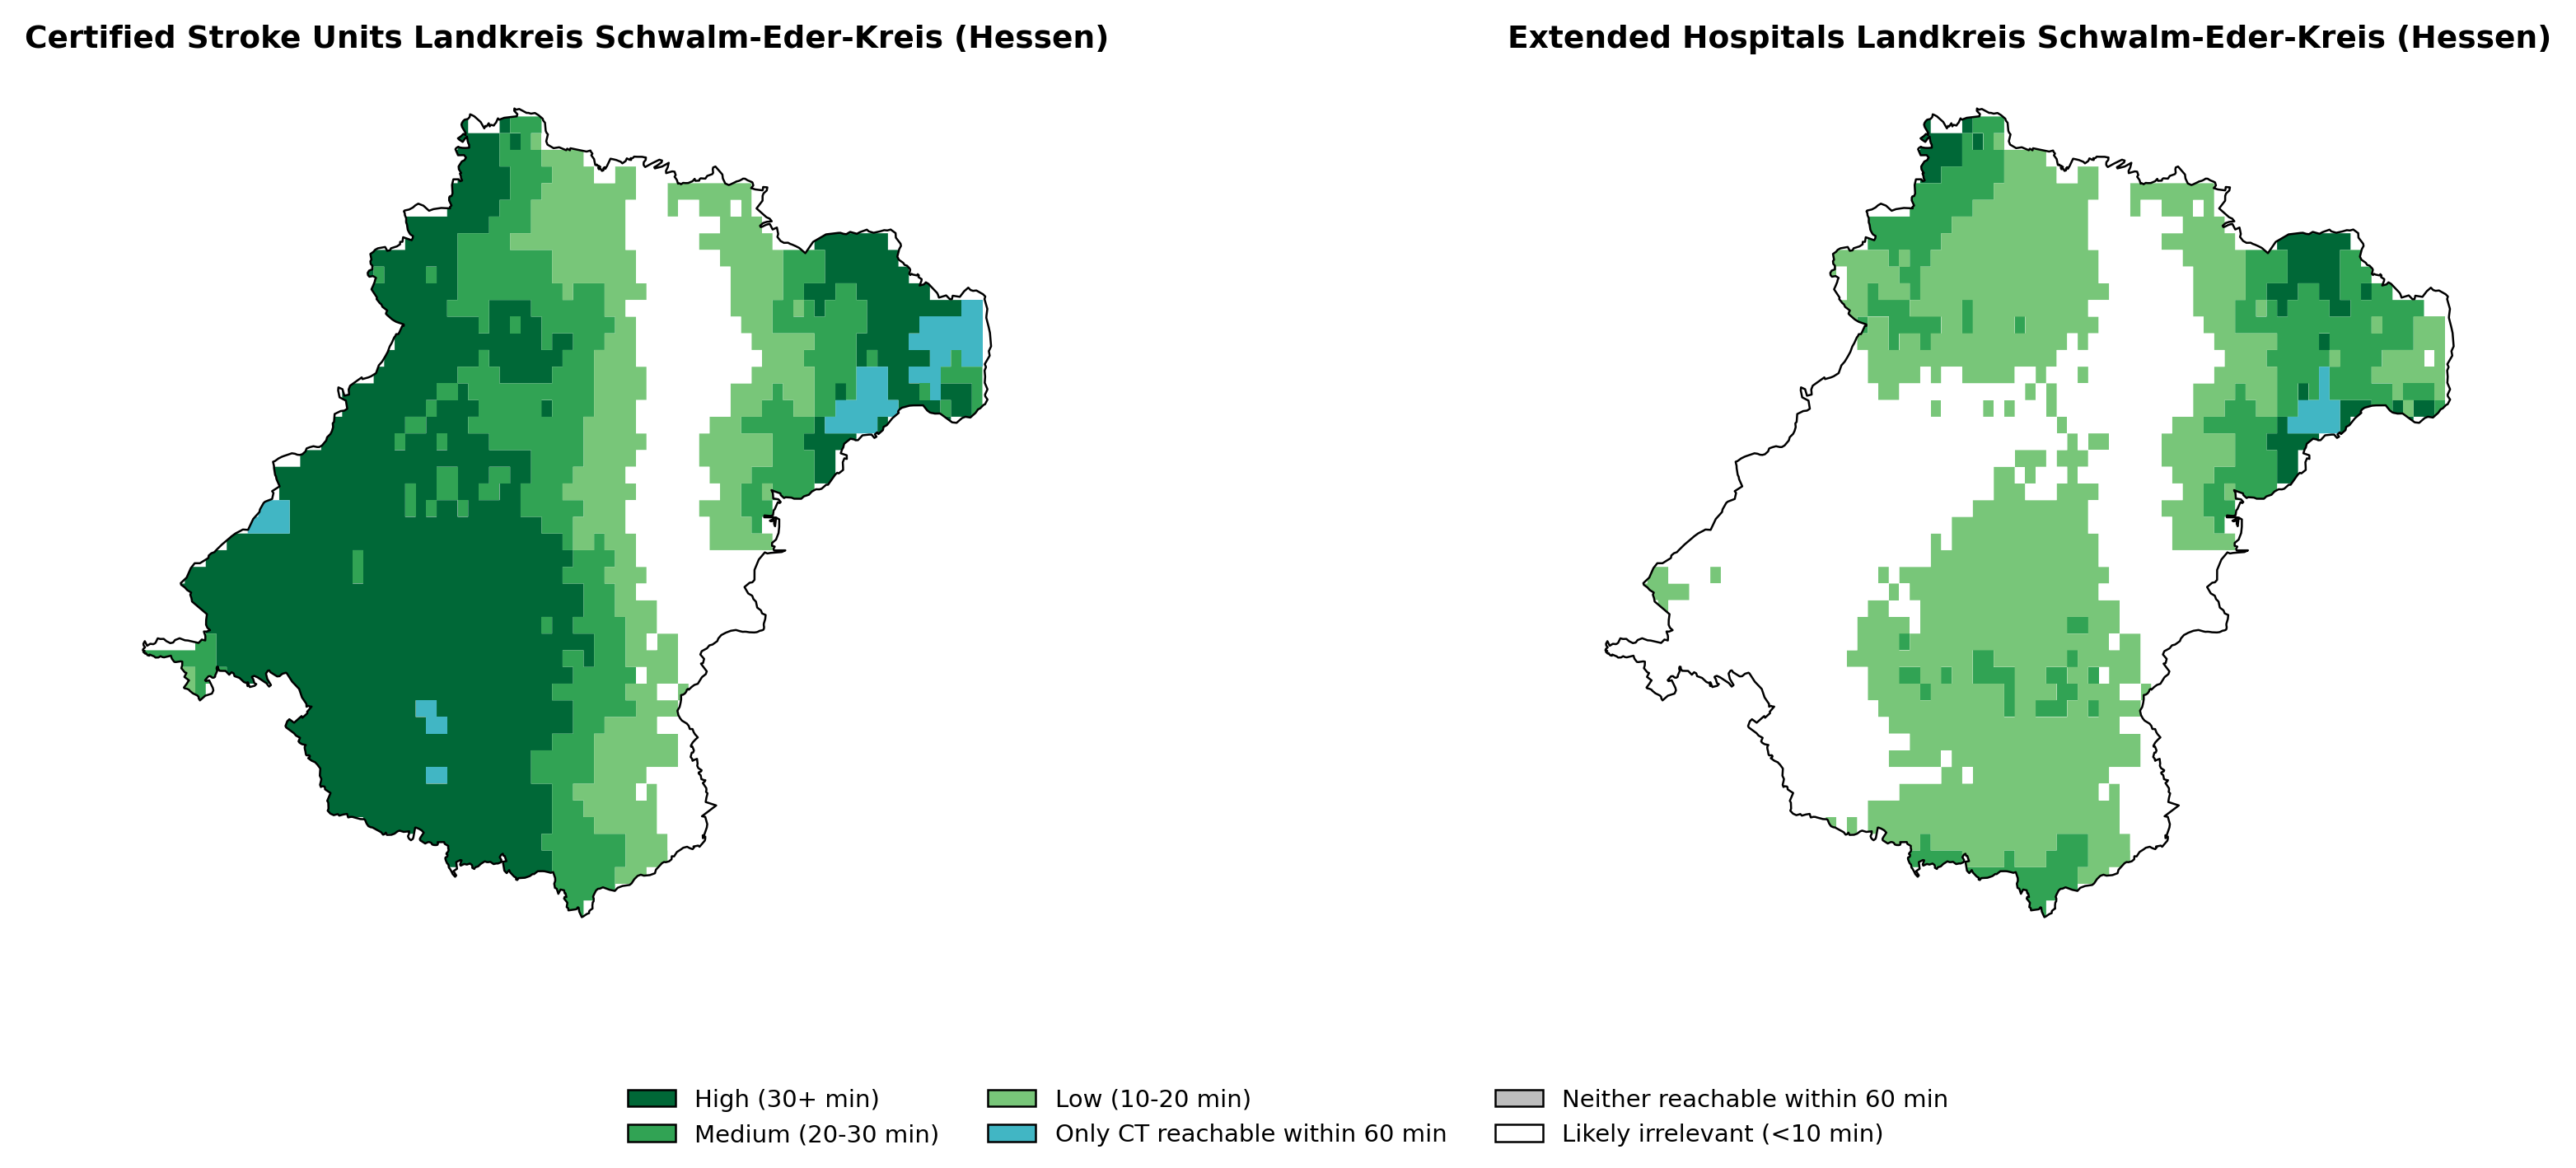 Certified Stroke Units Landkreis Schwalm-Eder-Kreis (Hessen)
Extended Hospitals Landkreis Schwalm-Eder-Kreis (Hessen)
High (30+ min)
Medium (20-30 min)
Low (10-20 min)
Only CT reachable within 60 min
Neither reachable within 60 min
Likely irrelevant (<10 min)